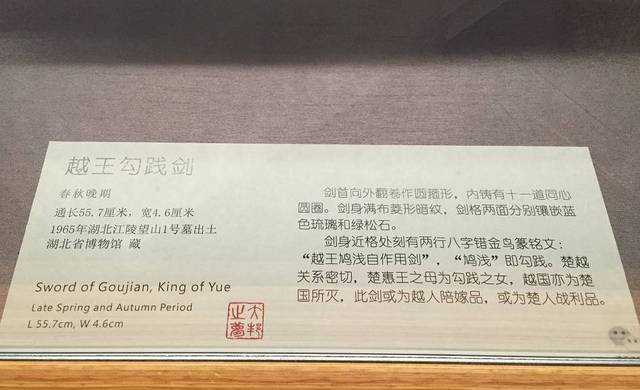 越王勾践剑
春秋晚期
通长55.7厘米，宽4.6厘米
1965年湖北江陵望山1号墓出土
湖北省博物馆 藏
Sword of Goujian, King of Yue
Late Spring and Autumn Period
L 55.7cm, W 4.6cm
大邦之梦
剑首向外翻卷作圆箍形，内铸有十一道同心
圆圈。剑身满布菱形暗纹，剑格两面分别镶嵌蓝
色琉璃和绿松石。
剑身近格处刻有两行八字错金鸟篆铭文：
“越王鸠浅自作用剑”，“鸠浅”即勾践。楚越
关系密切，楚惠王之母为勾践之女，越国亦为楚
国所灭，此剑或为越人陪嫁品，或为楚人战利品。